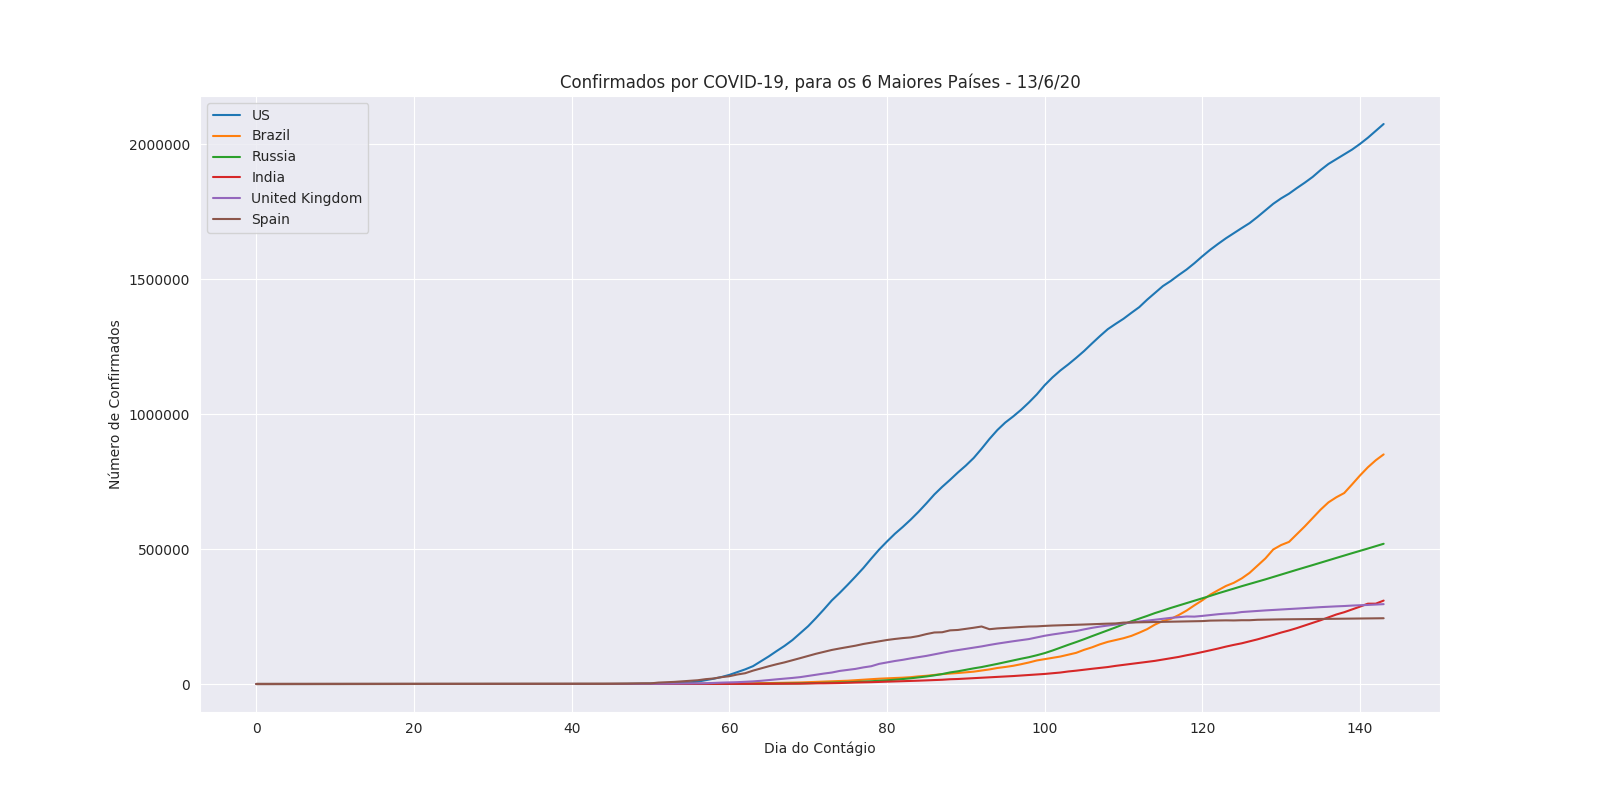 Confirmados por COVID-19, para os 6 Maiores Países - 13/6/20
US
Brazil
Russia
India
United Kingdom
Spain
2000000
1500000
1000000
500000
0
Número de Confirmados
0 20 40 60 80 100 120 140
Dia do Contágio